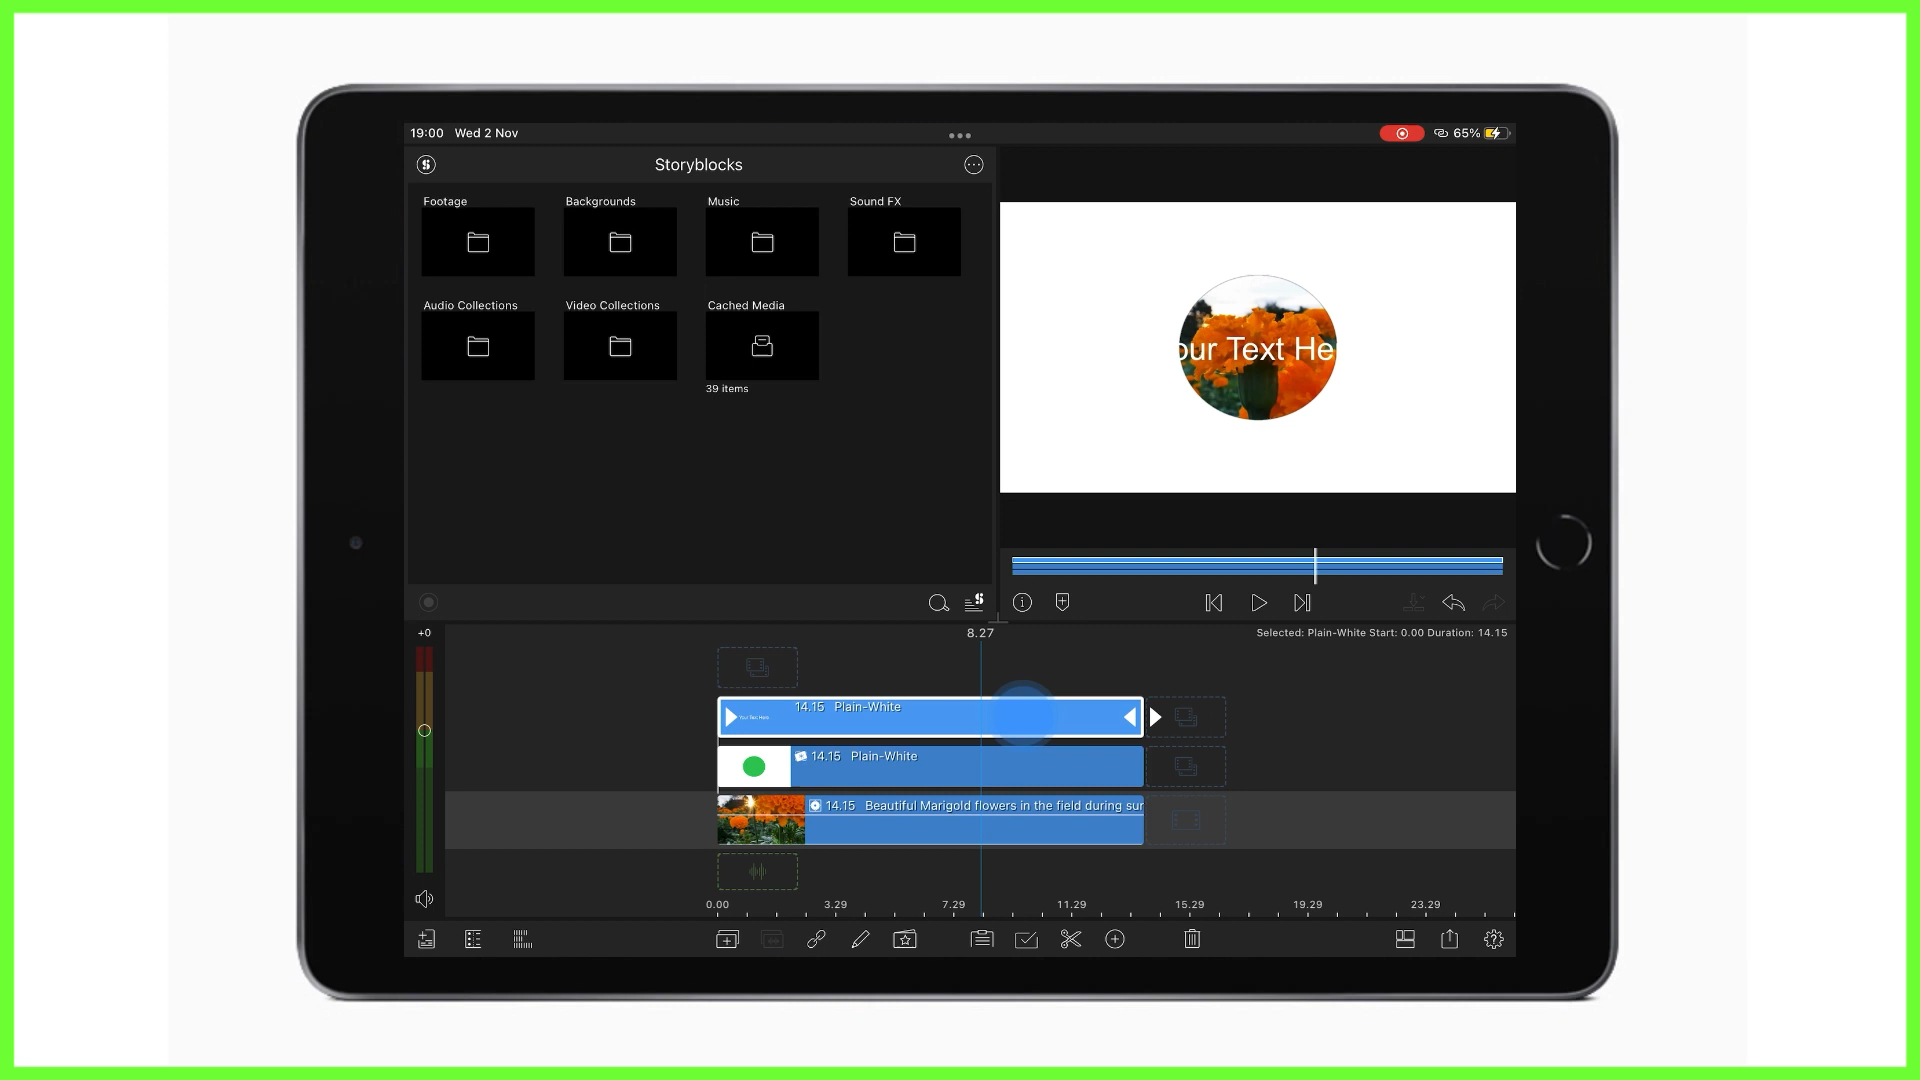 19:00 Wed 2 Nov
65%
Storyblocks
Footage Backgrounds Music Sound FX
Audio Collections Video Collections Cached Media
39 items
our Text He
+0
8.27
Selected: Plain-White Start: 0.00 Duration: 14.15
14.15 Plain-White
Your Text Here
14.15 Plain-White
14.15 Beautiful Marigold flowers in the field during sur
0.00 3.29 7.29 11.29 15.29 19.29 23.29